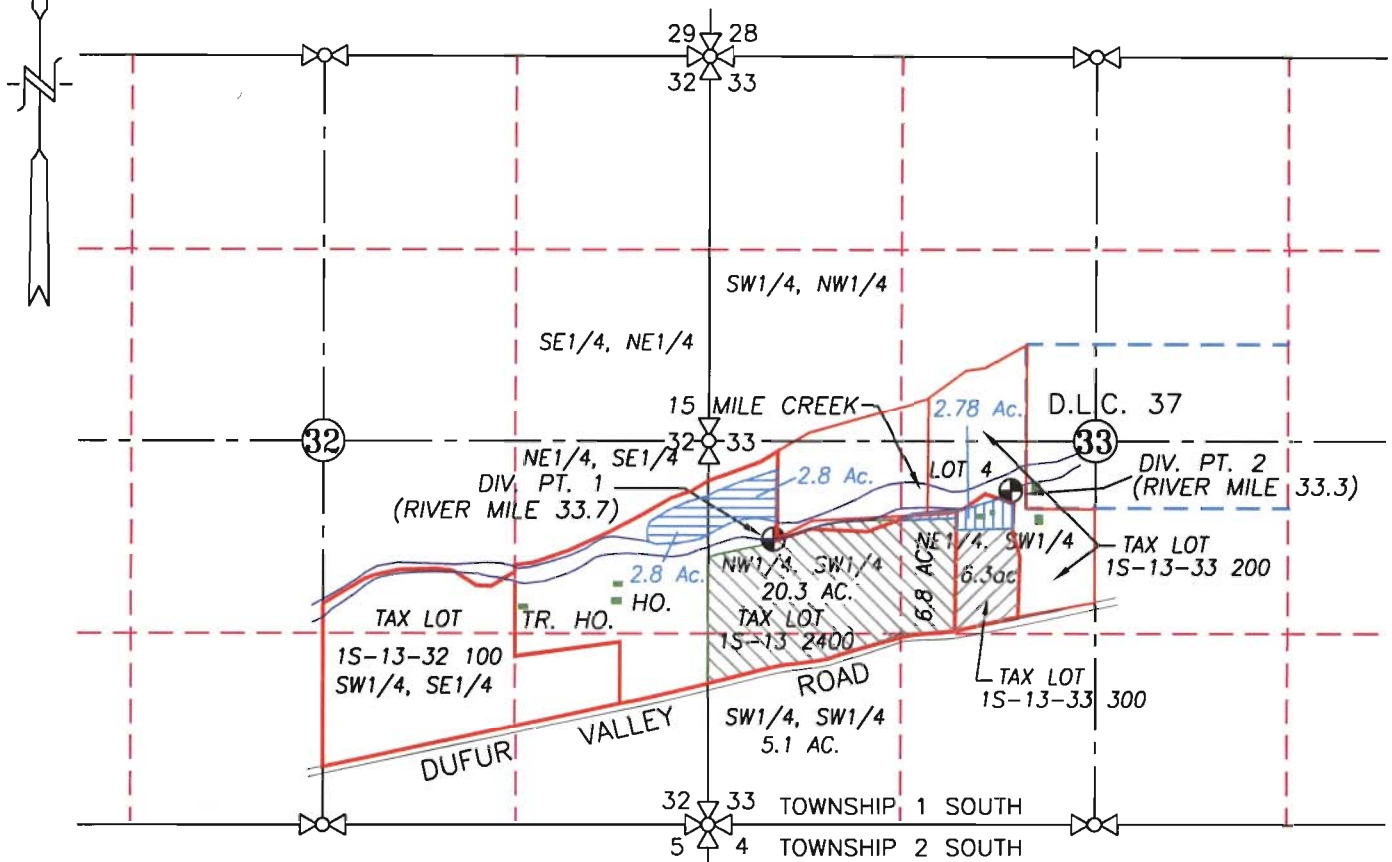 N
29 28
32 33
SW1/4, NW1/4
SE1/4, NE1/4
15 MILE CREEK
2.78 Ac.
D.L.C. 37
32
32 33
33
NE1/4, SE1/4
LOT 4
DIV. PT. 1
(RIVER MILE 33.7)
2.8 Ac.
DIV. PT. 2
(RIVER MILE 33.3)
2.8 Ac.
NW1/4. SW1/4
20.3 AC.
NE1/4. SW1/4
6.8 AC
6.3ac
TAX LOT
1S-13-33 200
HO.
TR. HO.
TAX LOT
1S-13-32 100
SW1/4, SE1/4
TAX LOT
1S-13 2400
TAX LOT
1S-13-33 300
DUFUR VALLEY ROAD
SW1/4, SW1/4
5.1 AC.
32 33 TOWNSHIP 1 SOUTH
5 4 TOWNSHIP 2 SOUTH